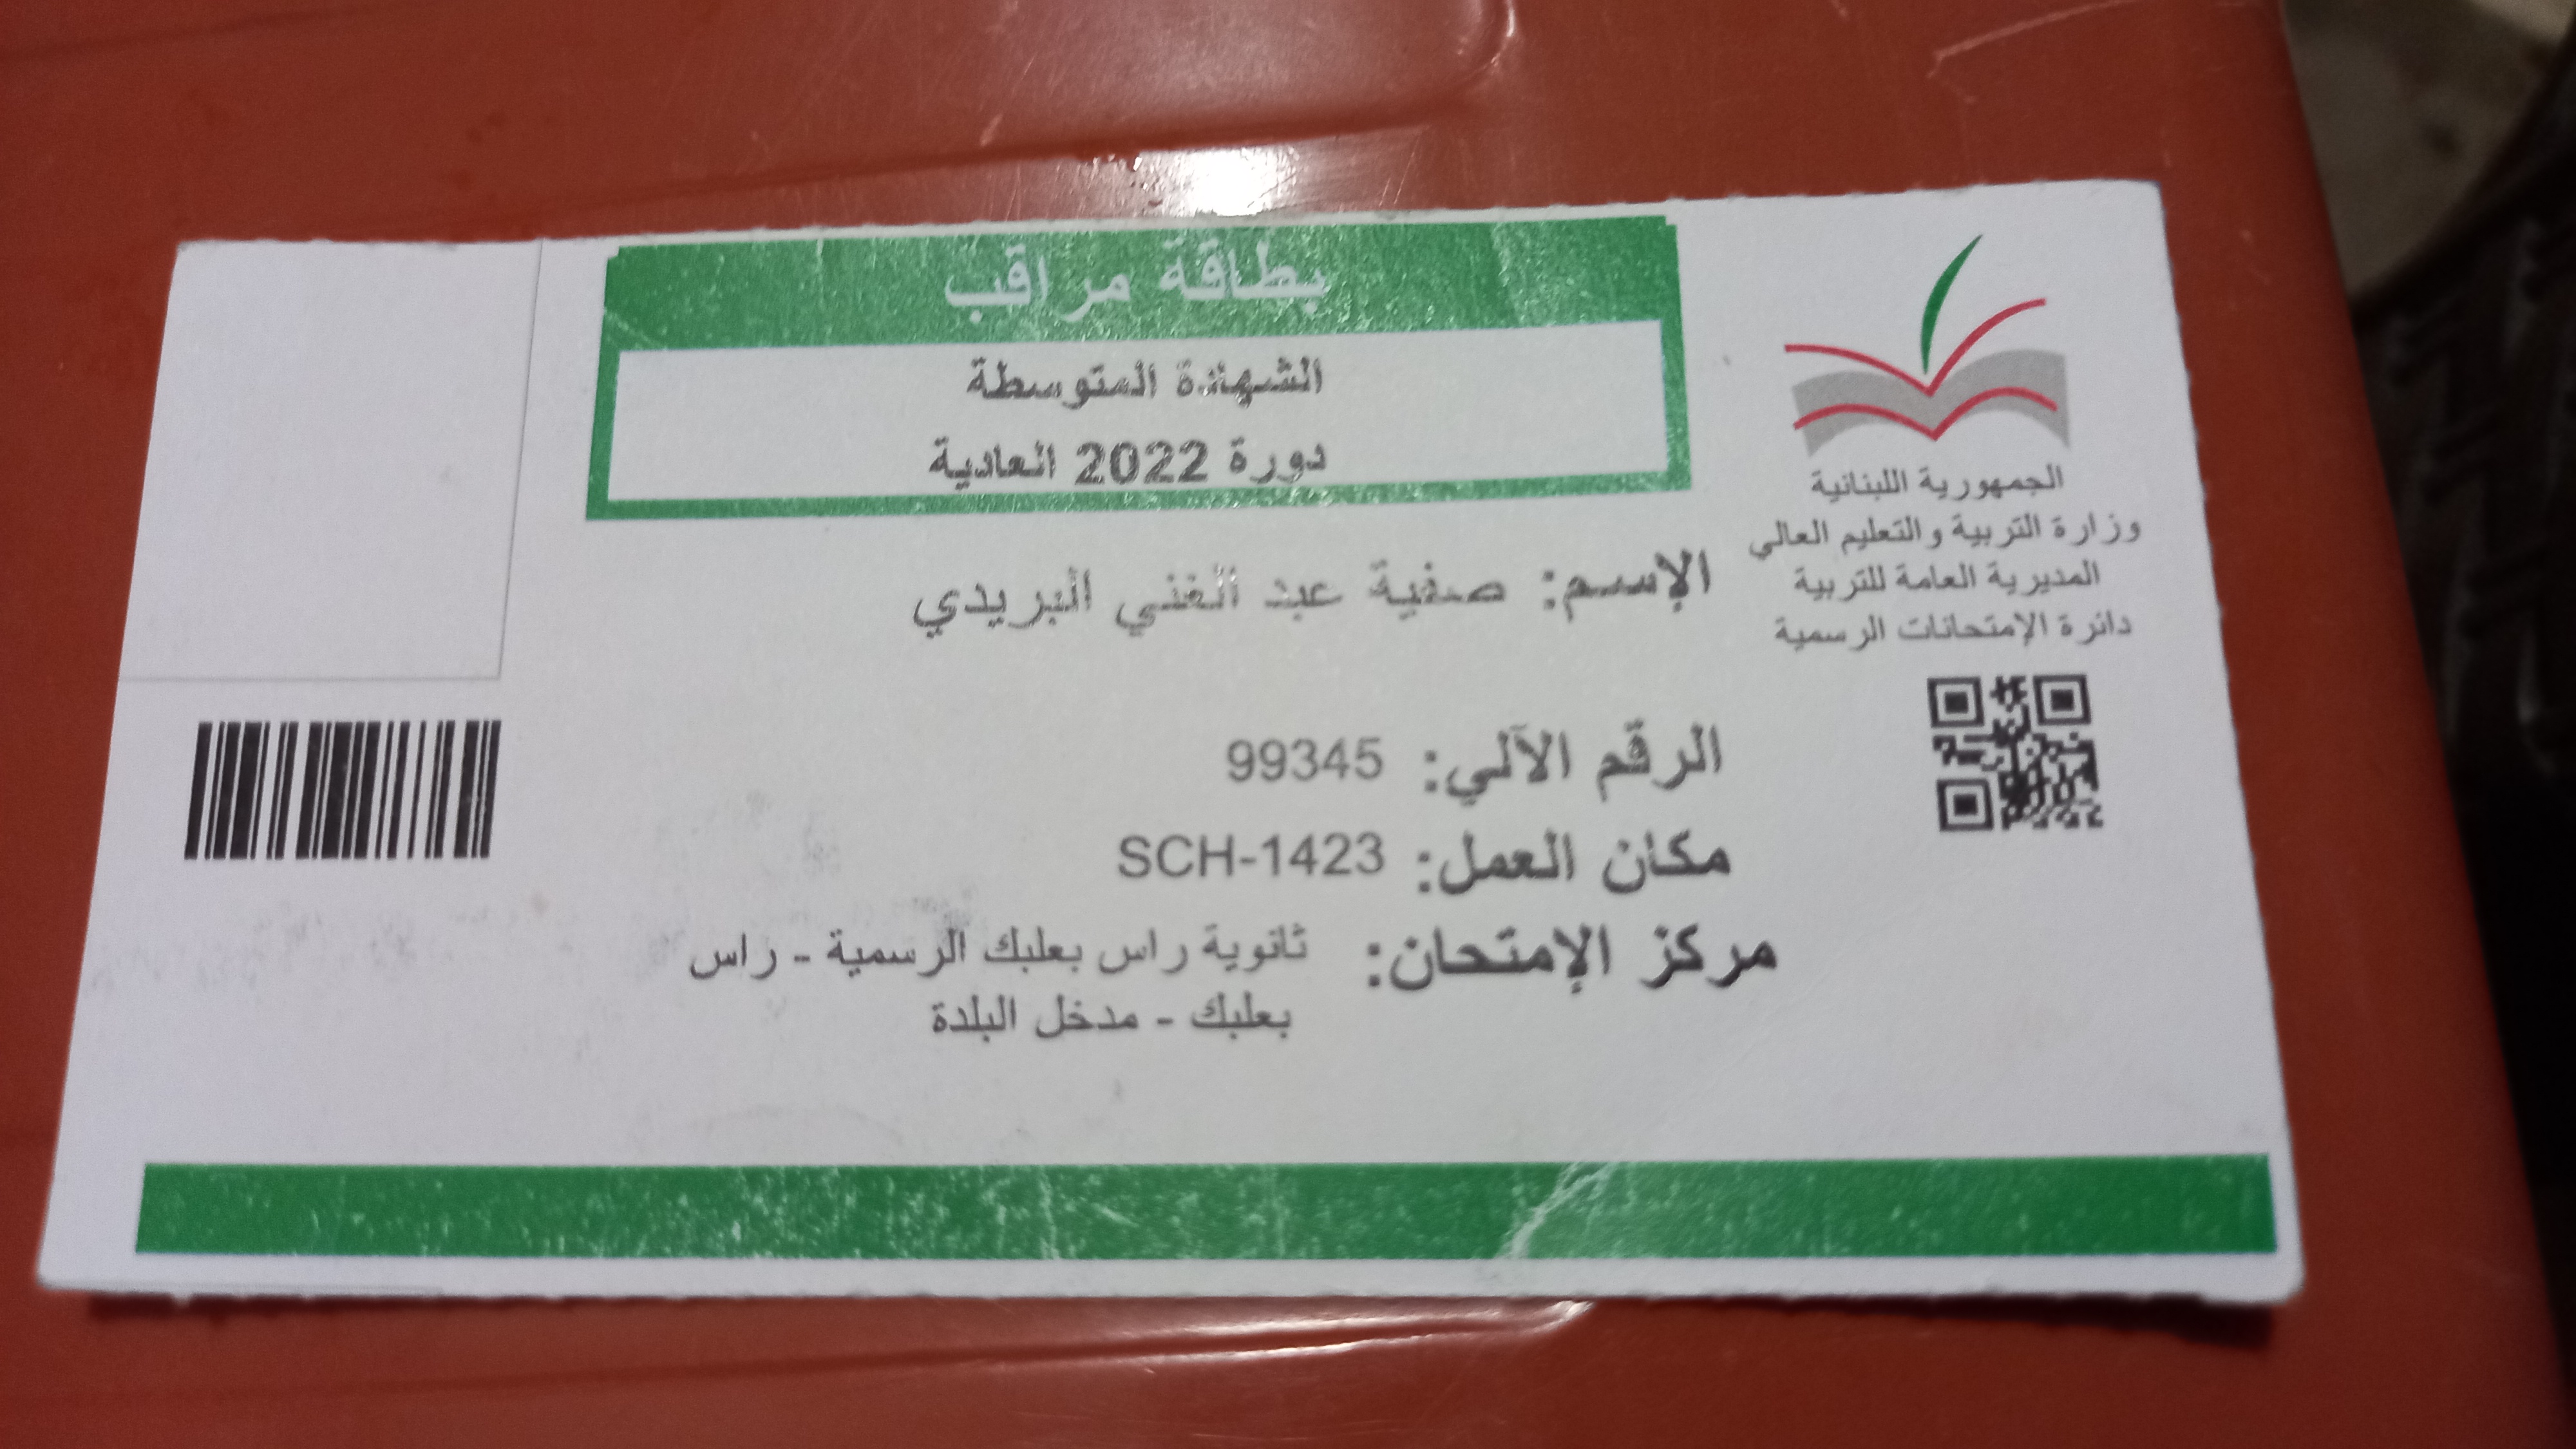 بطاقة مراقب
الشهادة المتوسطة
دورة 2022 العادية
الجمهورية اللبنانية
وزارة التربية والتعليم العالي
المديرية العامة للتربية
دائرة الإمتحانات الرسمية
الإسم: صفية عبد الغني البريدي
الرقم الآلي: 99345
مكان العمل: SCH-1423
مركز الإمتحان: ثانوية راس بعلبك الرسمية - راس
بعلبك - مدخل البلدة